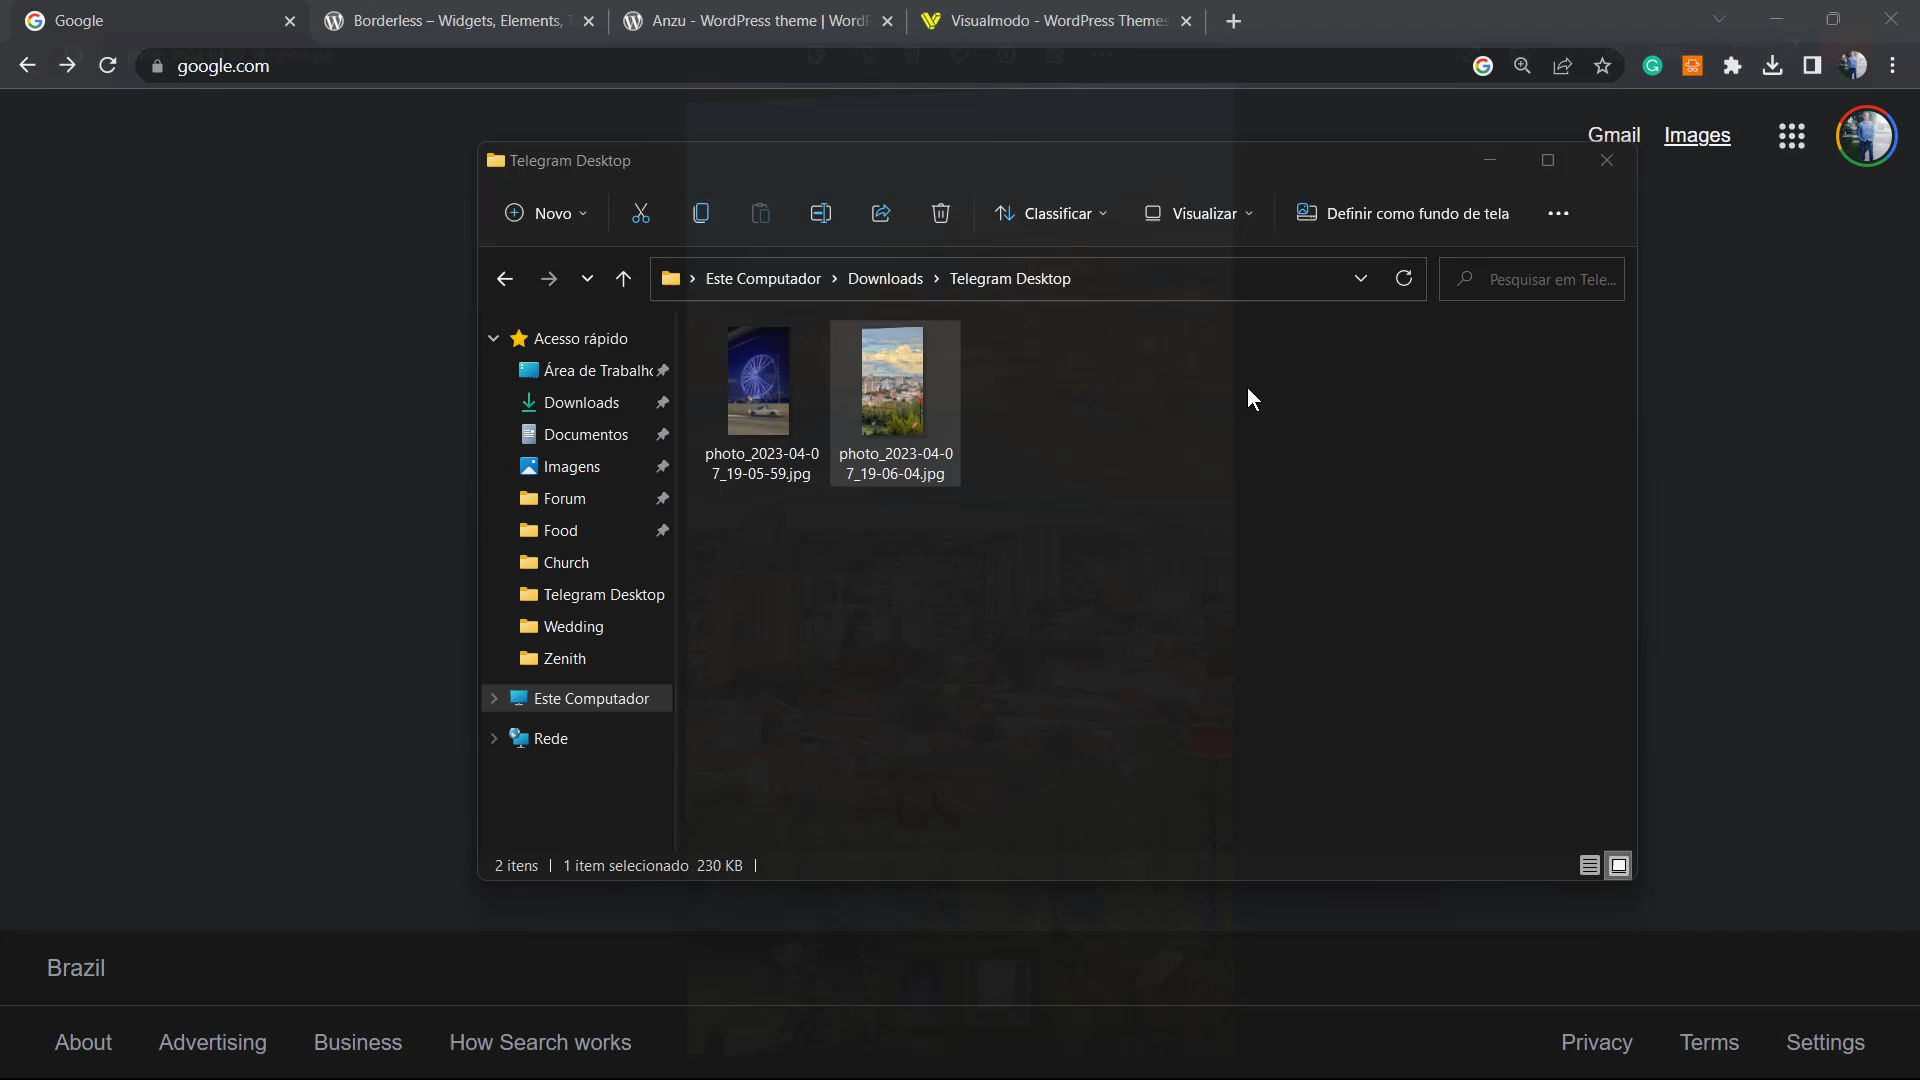 Google
Borderless – Widgets, Elements,
Anzu - WordPress theme | Word
Visualmodo - WordPress Themes
google.com
Gmail
Images
Telegram Desktop
Novo
Classificar
Visualizar
Definir como fundo de tela
Este Computador
Downloads
Telegram Desktop
Pesquisar em Tele...
Acesso rápido
Área de Trabalho
Downloads
Documentos
Imagens
Forum
Food
Church
Telegram Desktop
Wedding
Zenith
Este Computador
Rede
photo_2023-04-0
7_19-05-59.jpg
photo_2023-04-0
7_19-06-04.jpg
2 itens
1 item selecionado 230 KB
Brazil
About
Advertising
Business
How Search works
Privacy
Terms
Settings